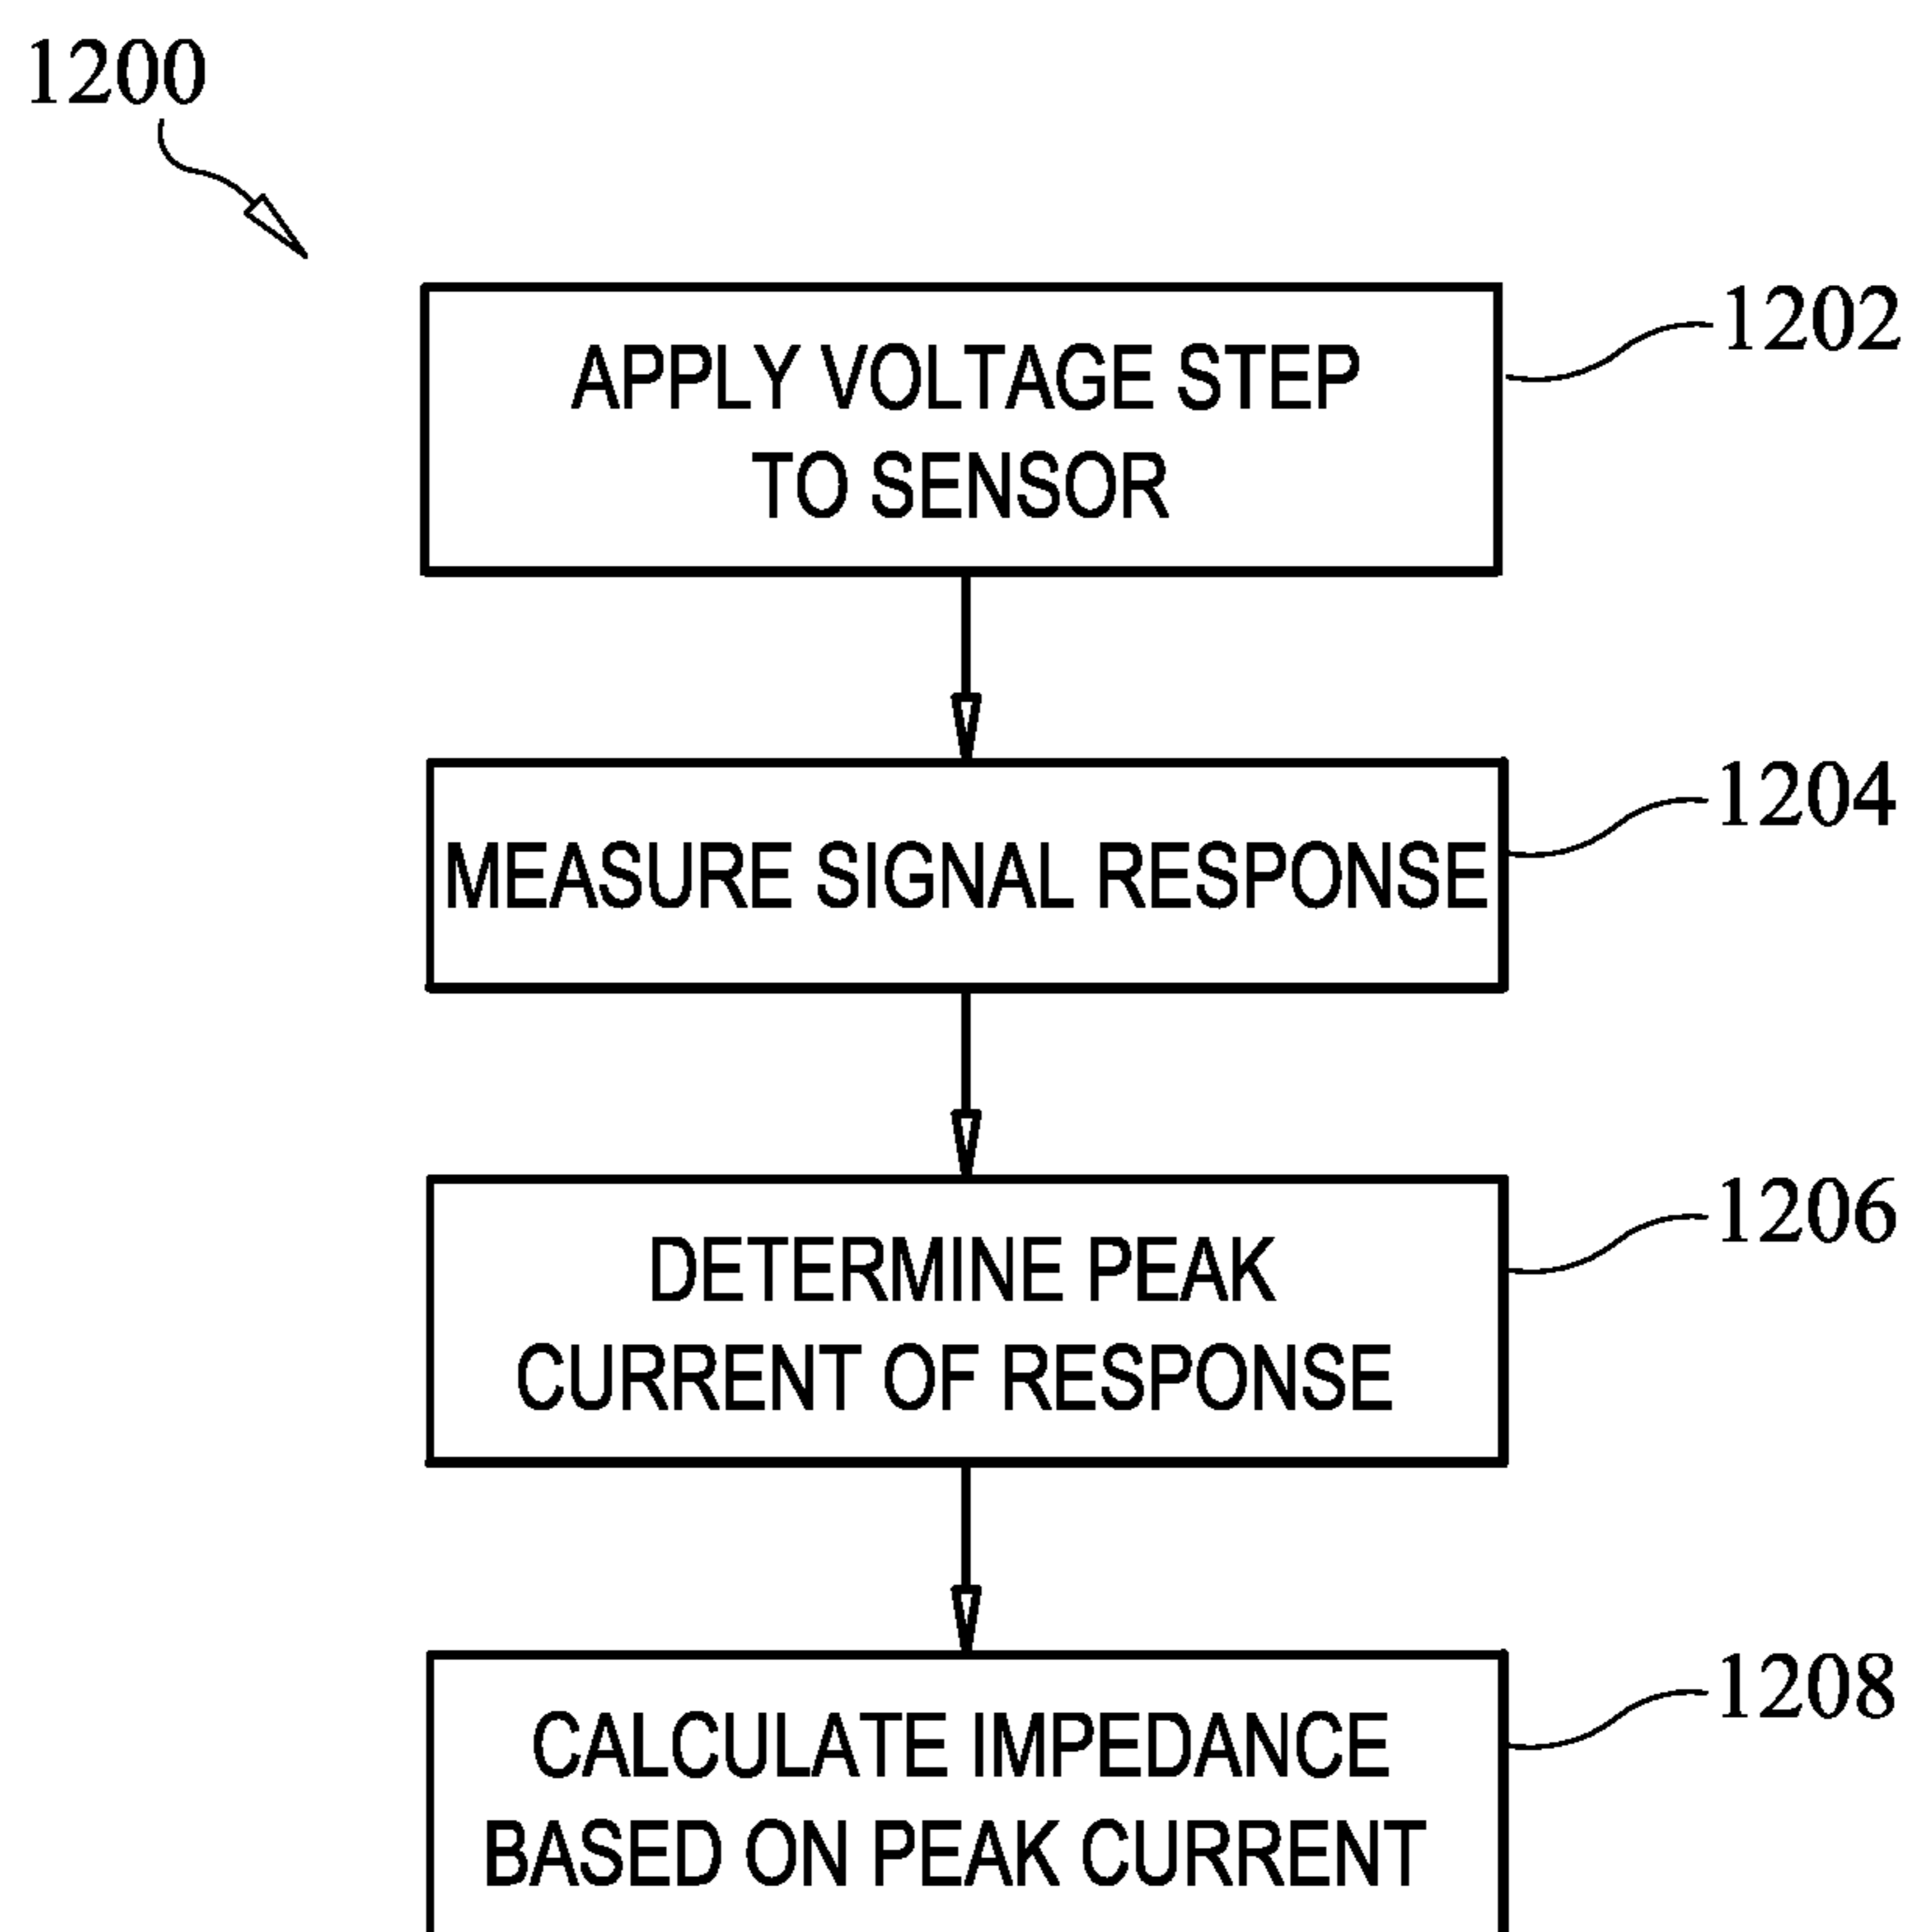 1200
APPLY VOLTAGE STEP
TO SENSOR
1202
MEASURE SIGNAL RESPONSE
1204
DETERMINE PEAK
CURRENT OF RESPONSE
1206
CALCULATE IMPEDANCE
BASED ON PEAK CURRENT
1208